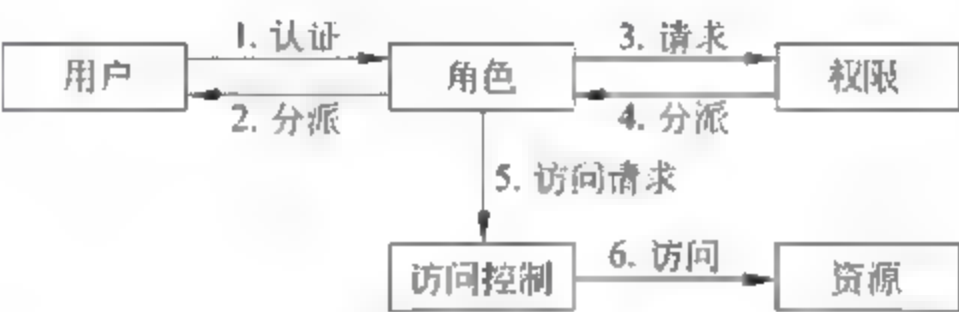 1. 认证
3. 请求
用户
角色
权限
2. 分派
4. 分派
5. 访问请求
6. 访问
访问控制
资源